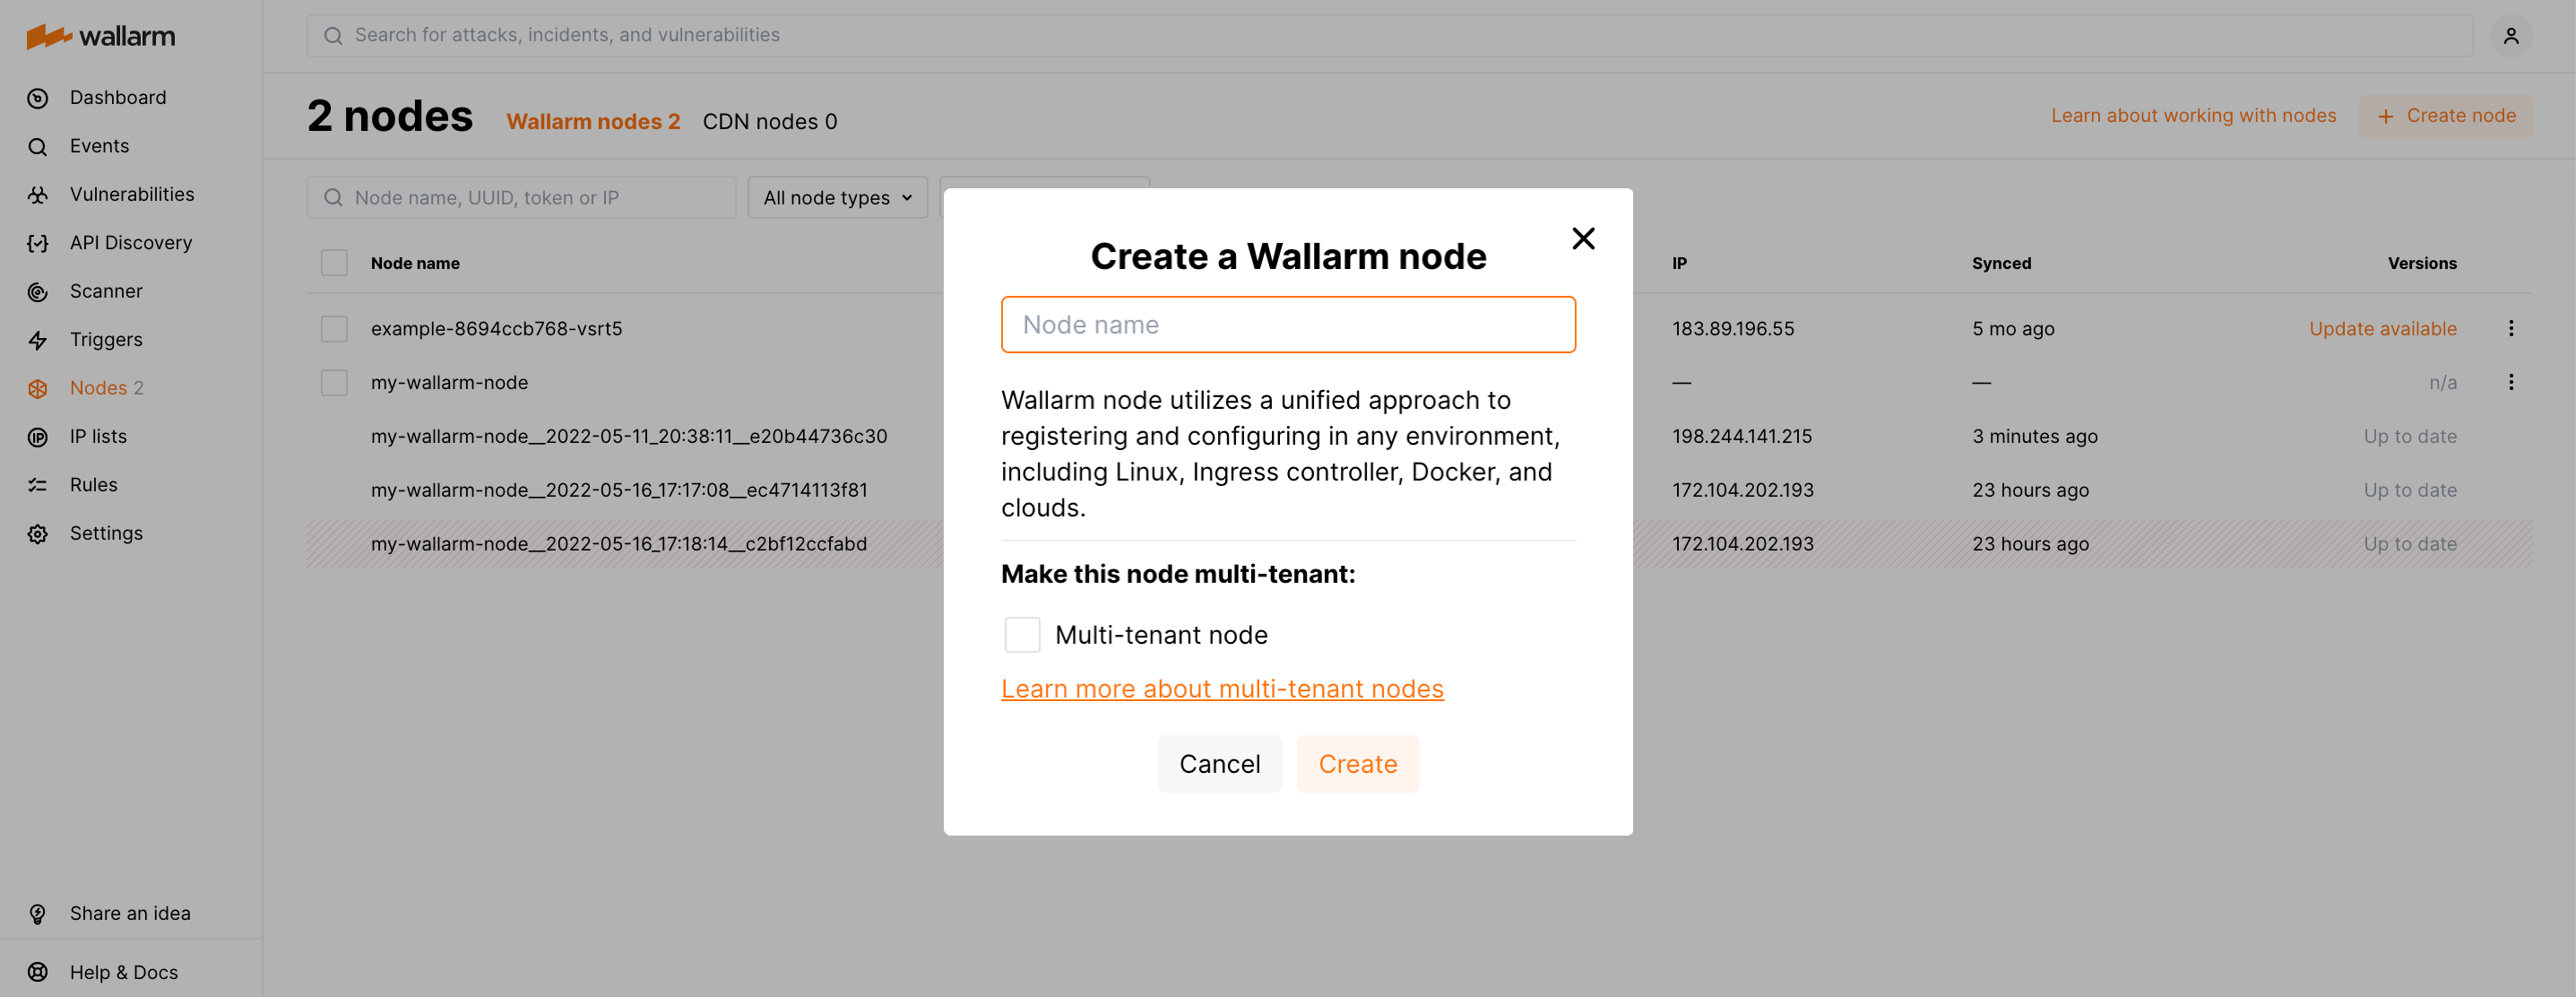 wallarm
Search for attacks, incidents, and vulnerabilities
Dashboard
Events
Vulnerabilities
API Discovery
Scanner
Triggers
Nodes 2
IP lists
Rules
Settings
Share an idea
Help & Docs
2 nodes Wallarm nodes 2 CDN nodes 0
Learn about working with nodes + Create node
Node name, UUID, token or IP All node types
Node name IP Synced Versions
example-8694ccb768-vsrt5 183.89.196.55 5 mo ago Update available
my-wallarm-node — — n/a
my-wallarm-node__2022-05-11_20:38:11__e20b44736c30 198.244.141.215 3 minutes ago Up to date
my-wallarm-node__2022-05-16_17:17:08__ec4714113f81 172.104.202.193 23 hours ago Up to date
my-wallarm-node__2022-05-16_17:18:14__c2bf12ccfabd 172.104.202.193 23 hours ago Up to date
Create a Wallarm node
Node name
Wallarm node utilizes a unified approach to
registering and configuring in any environment,
including Linux, Ingress controller, Docker, and
clouds.
Make this node multi-tenant:
Multi-tenant node
Learn more about multi-tenant nodes
Cancel Create